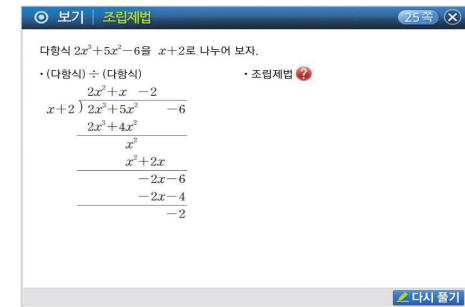 보기 | 조립제법 25쪽
다항식 2x³+5x²-6을 x+2로 나누어 보자.
• (다항식) ÷ (다항식)
• 조립제법 ?
2x²+x -2
x+2 ) 2x³+5x² -6
2x³+4x²
x²
x²+2x
-2x-6
-2x-4
-2
다시 풀기